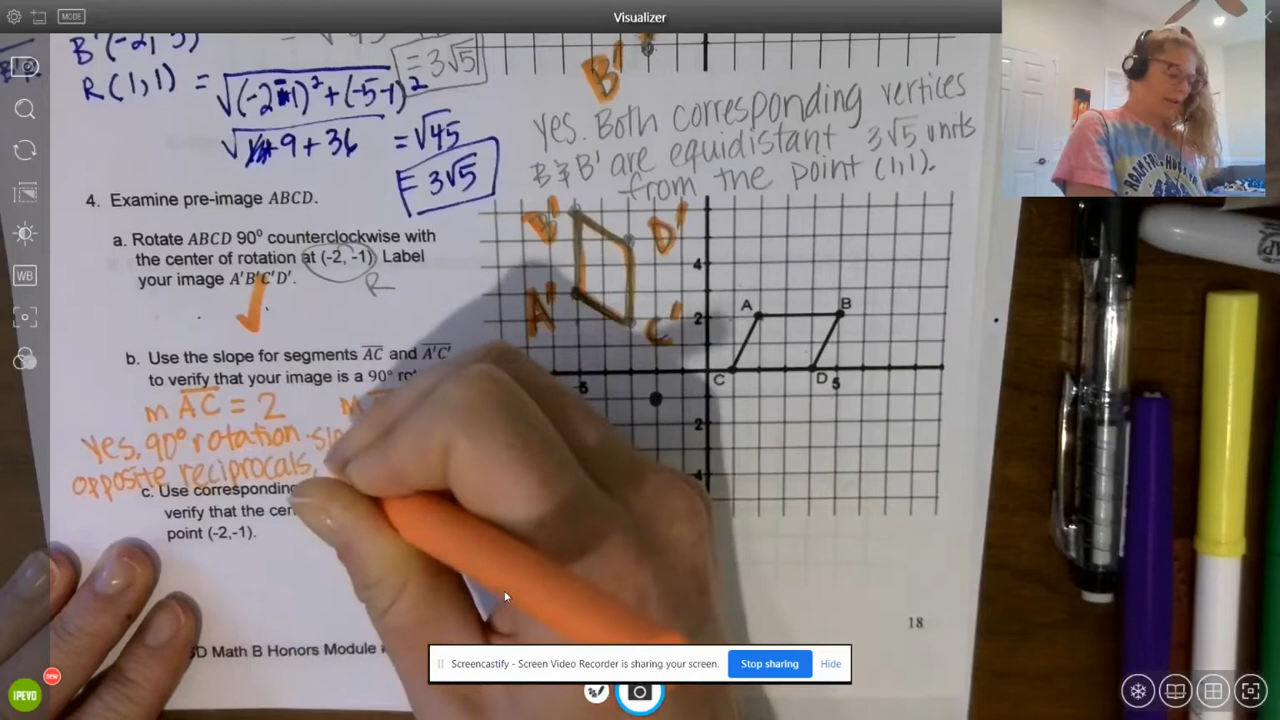 Visualizer
MODE
B'(-2, 5)
= 3√5
R(1,1) = √(-2-1)² + (-5-1)²
√9 + 36 = √45
= 3√5
B'
yes. Both corresponding vertices
B & B' are equidistant 3√5 units
from the point (1,1).
4. Examine pre-image ABCD.
a. Rotate ABCD 90° counterclockwise with
the center of rotation at (-2, -1). Label
your image A'B'C'D'.
R
b. Use the slope for segments AC and A'C'
to verify that your image is a 90°
m AC = 2 m
Yes, 90° rotation
opposite reciprocals,
c. Use corresponding
verify that the
point (-2,-1).
B' D'
A' C'
4
2
A B
C D 5
5
2
4
18
Math B Honors Module
Screencastify - Screen Video Recorder is sharing your screen.
Stop sharing
Hide
WB
new
IPEVO